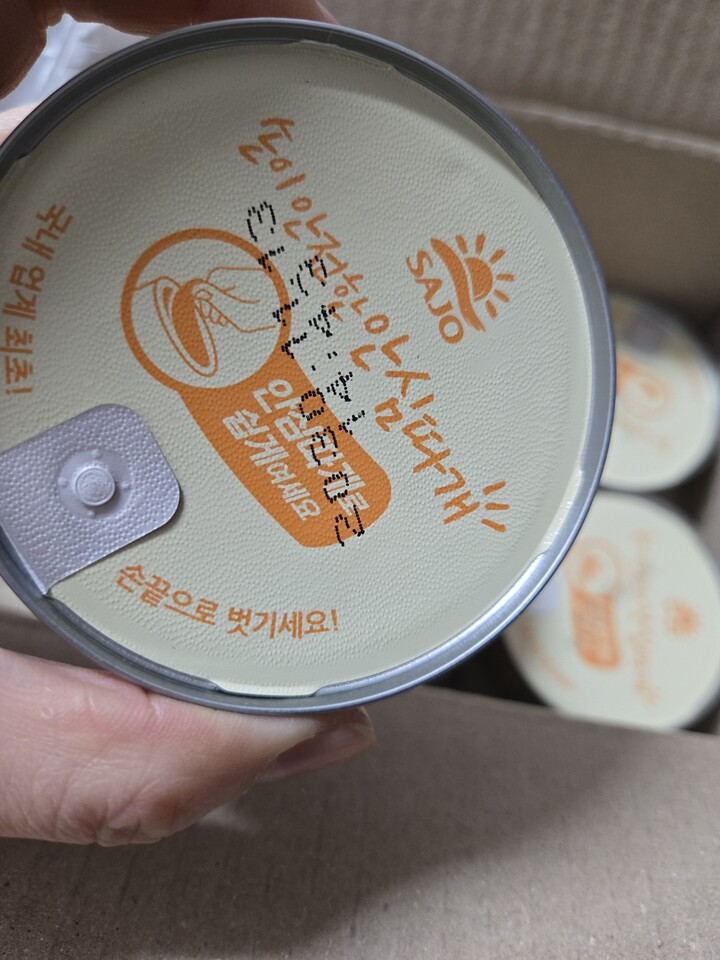 손이 안전한 안심따개
SAJO
국내 업계 최초!
안심따개로
쉽게 여세요
손끝으로 벗기세요!